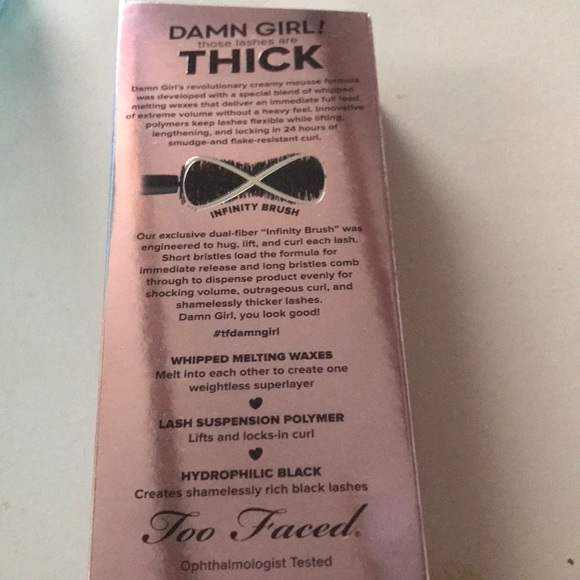 DAMN GIRL!
those lashes are
THICK
Damn Girl's revolutionary creamy mousse formula
was developed with a special blend of whipped
melting waxes that deliver an immediate full load
of extreme volume without a heavy feel. Innovative
polymers keep lashes flexible while lifting,
lengthening, and locking in 24 hours of
smudge-and flake-resistant curl.
INFINITY BRUSH
Our exclusive dual-fiber "Infinity Brush" was
engineered to hug, lift, and curl each lash.
Short bristles load the formula for
immediate release and long bristles comb
through to dispense product evenly for
shocking volume, outrageous curl, and
shamelessly thicker lashes.
Damn Girl, you look good!
#tfdamngirl
WHIPPED MELTING WAXES
Melt into each other to create one
weightless superlayer
LASH SUSPENSION POLYMER
Lifts and locks-in curl
HYDROPHILIC BLACK
Creates shamelessly rich black lashes
Too Faced.
Ophthalmologist Tested